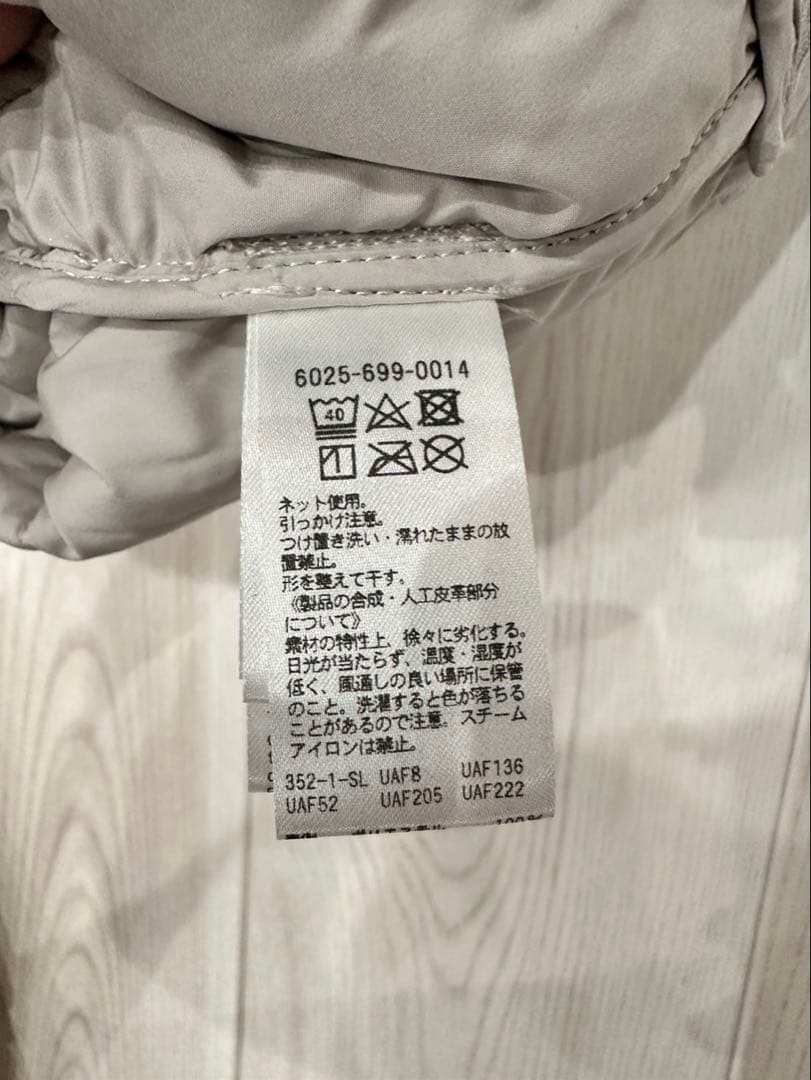 6025-699-0014
40
ネット使用。
引っかけ注意。
つけ置き洗い・濡れたままの放
置禁止。
形を整えて干す。
《製品の合成・人工皮革部分
について》
素材の特性上、徐々に劣化する。
日光が当たらず、温度・湿度が
低く、風通しの良い場所に保管
のこと。洗濯すると色が落ちる
ことがあるので注意。スチーム
アイロンは禁止。
352-1-SL UAF8 UAF136
UAF52 UAF205 UAF222